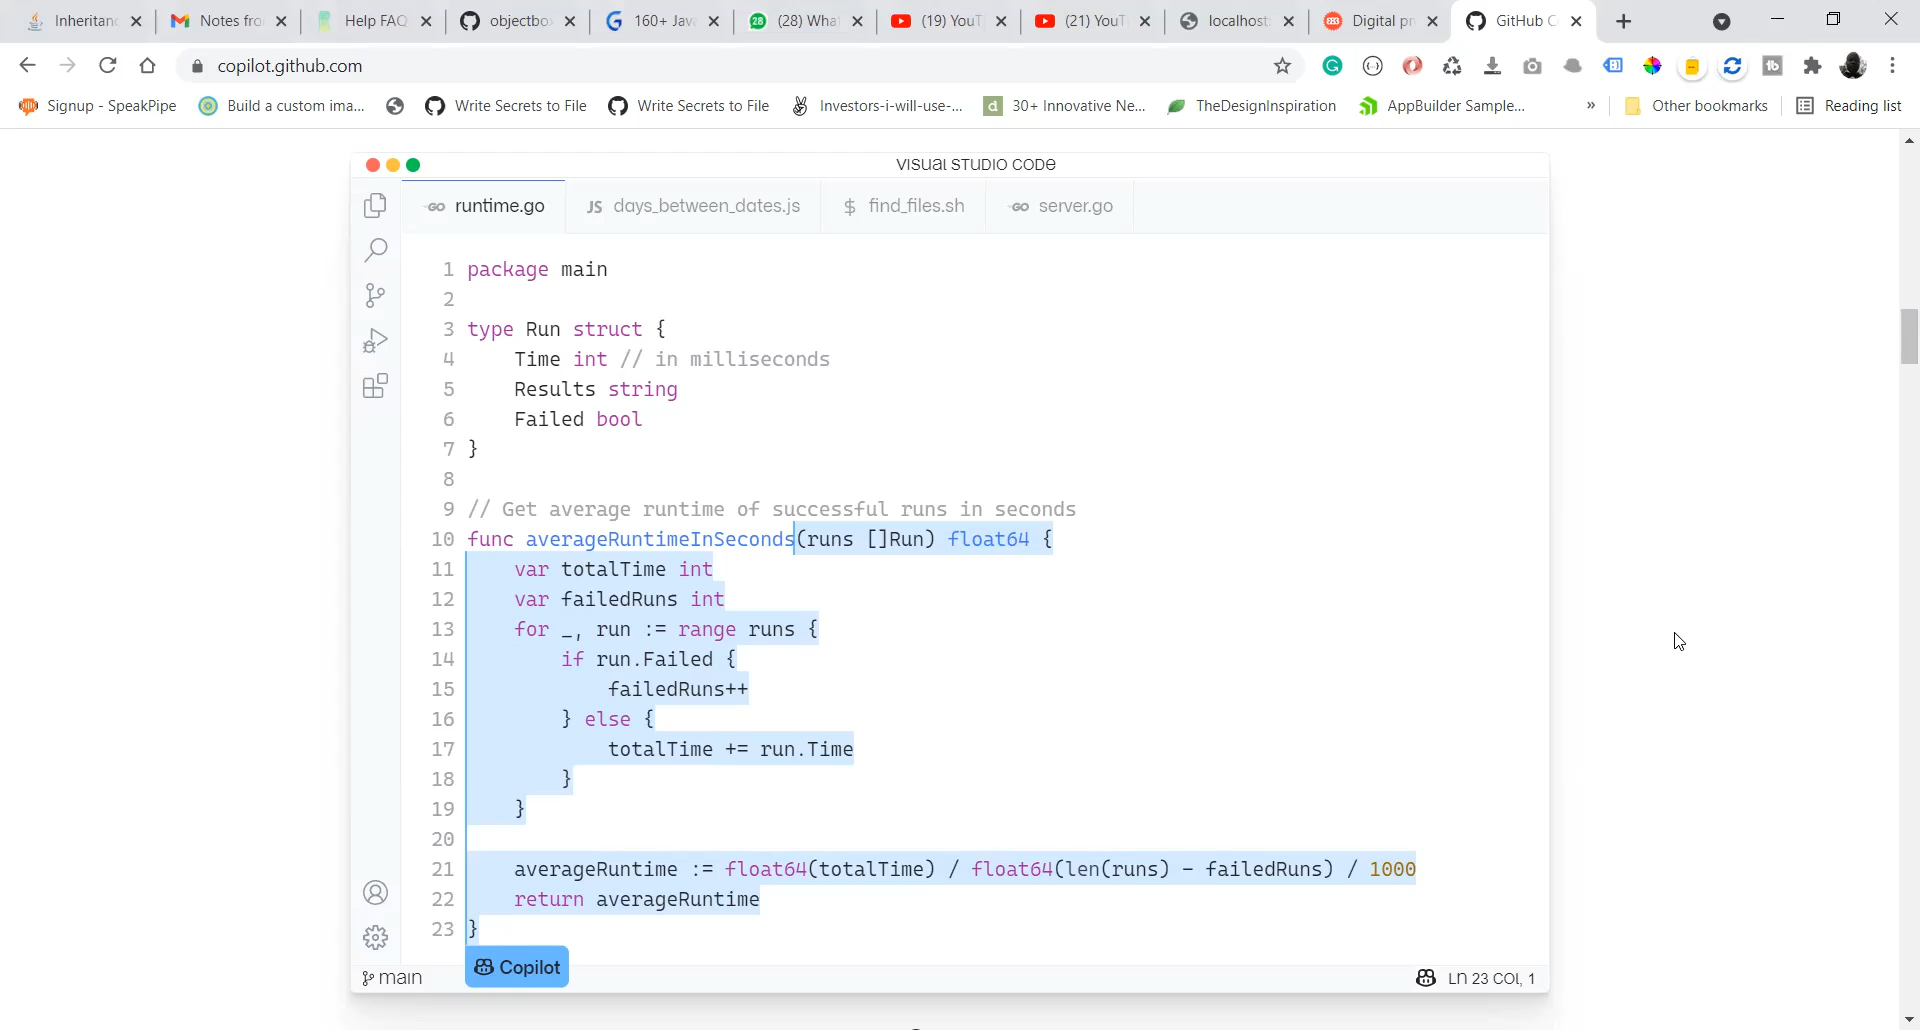 Inheritanc
Notes fro
Help FAQ
objectbo
160+ Jav
(28) What
(19) YouT
(21) YouT
localhost:
Digital pr
GitHub C
copilot.github.com
Signup - SpeakPipe
Build a custom ima...
Write Secrets to File
Write Secrets to File
Investors-i-will-use-...
30+ Innovative Ne...
TheDesignInspiration
AppBuilder Sample...
»
Other bookmarks
Reading list
Visual Studio Code
runtime.go
JS days_between_dates.js
$ find_files.sh
server.go
1 package main
2
3 type Run struct {
4 Time int // in milliseconds
5 Results string
6 Failed bool
7 }
8
9 // Get average runtime of successful runs in seconds
10 func averageRuntimeInSeconds(runs []Run) float64 {
11 var totalTime int
12 var failedRuns int
13 for _, run := range runs {
14 if run.Failed {
15 failedRuns++
16 } else {
17 totalTime += run.Time
18 }
19 }
20
21 averageRuntime := float64(totalTime) / float64(len(runs) - failedRuns) / 1000
22 return averageRuntime
23 }
Copilot
main
Ln 23 Col, 1